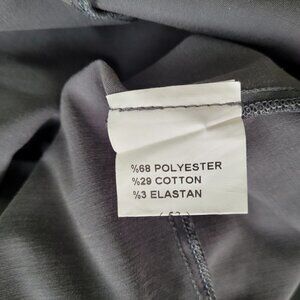 %68 POLYESTER
%29 COTTON
%3 ELASTAN